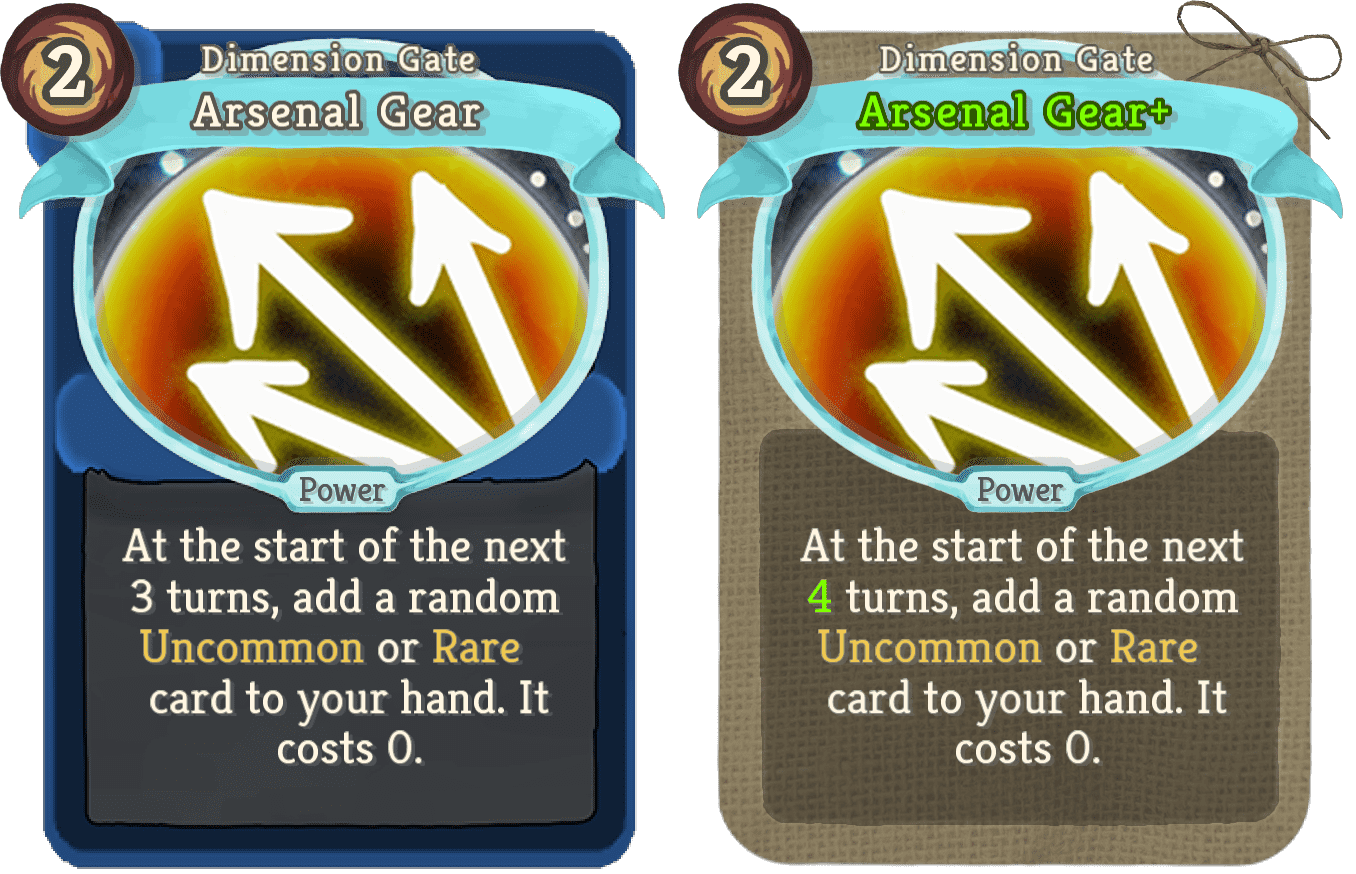 2
Dimension Gate
Arsenal Gear
Power
At the start of the next
3 turns, add a random
Uncommon or Rare
card to your hand. It
costs 0.
2
Dimension Gate
Arsenal Gear+
Power
At the start of the next
4 turns, add a random
Uncommon or Rare
card to your hand. It
costs 0.